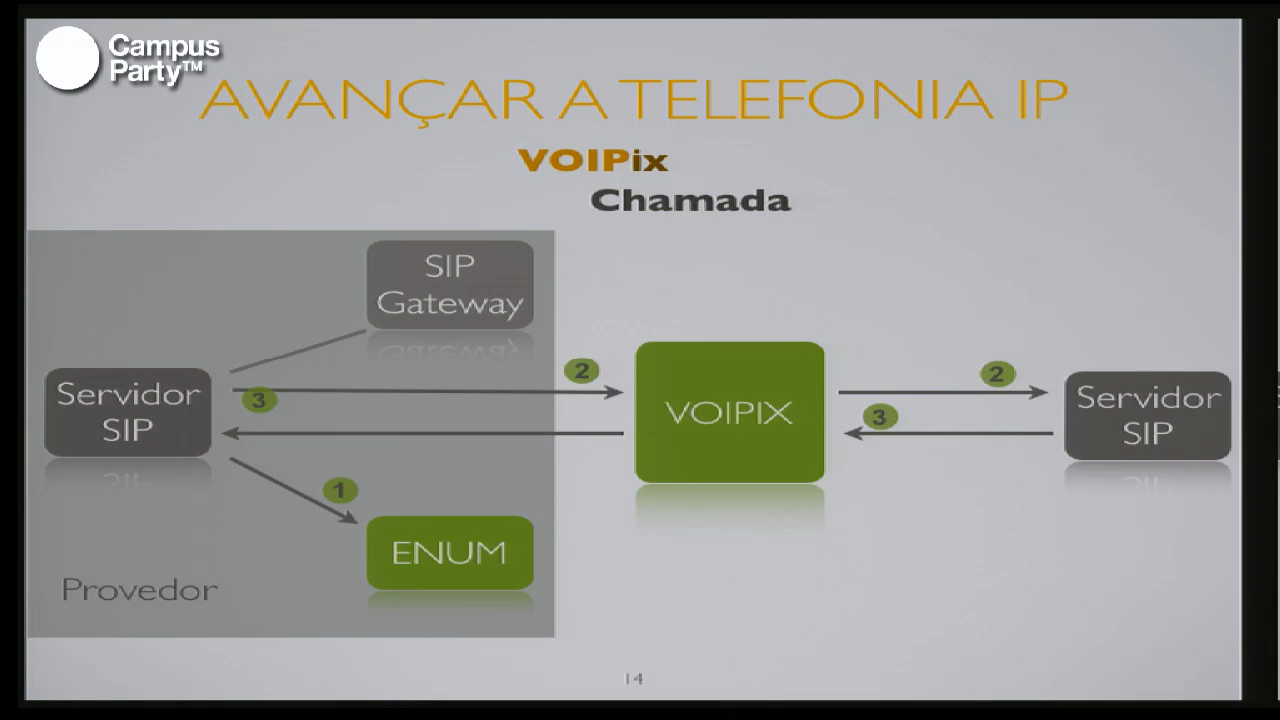 Campus
Party™
AVANÇAR A TELEFONIA IP
VOIPix
Chamada
SIP
Gateway
2
2
Servidor
SIP
3
VOIPIX
3
Servidor
SIP
1
ENUM
Provedor
14